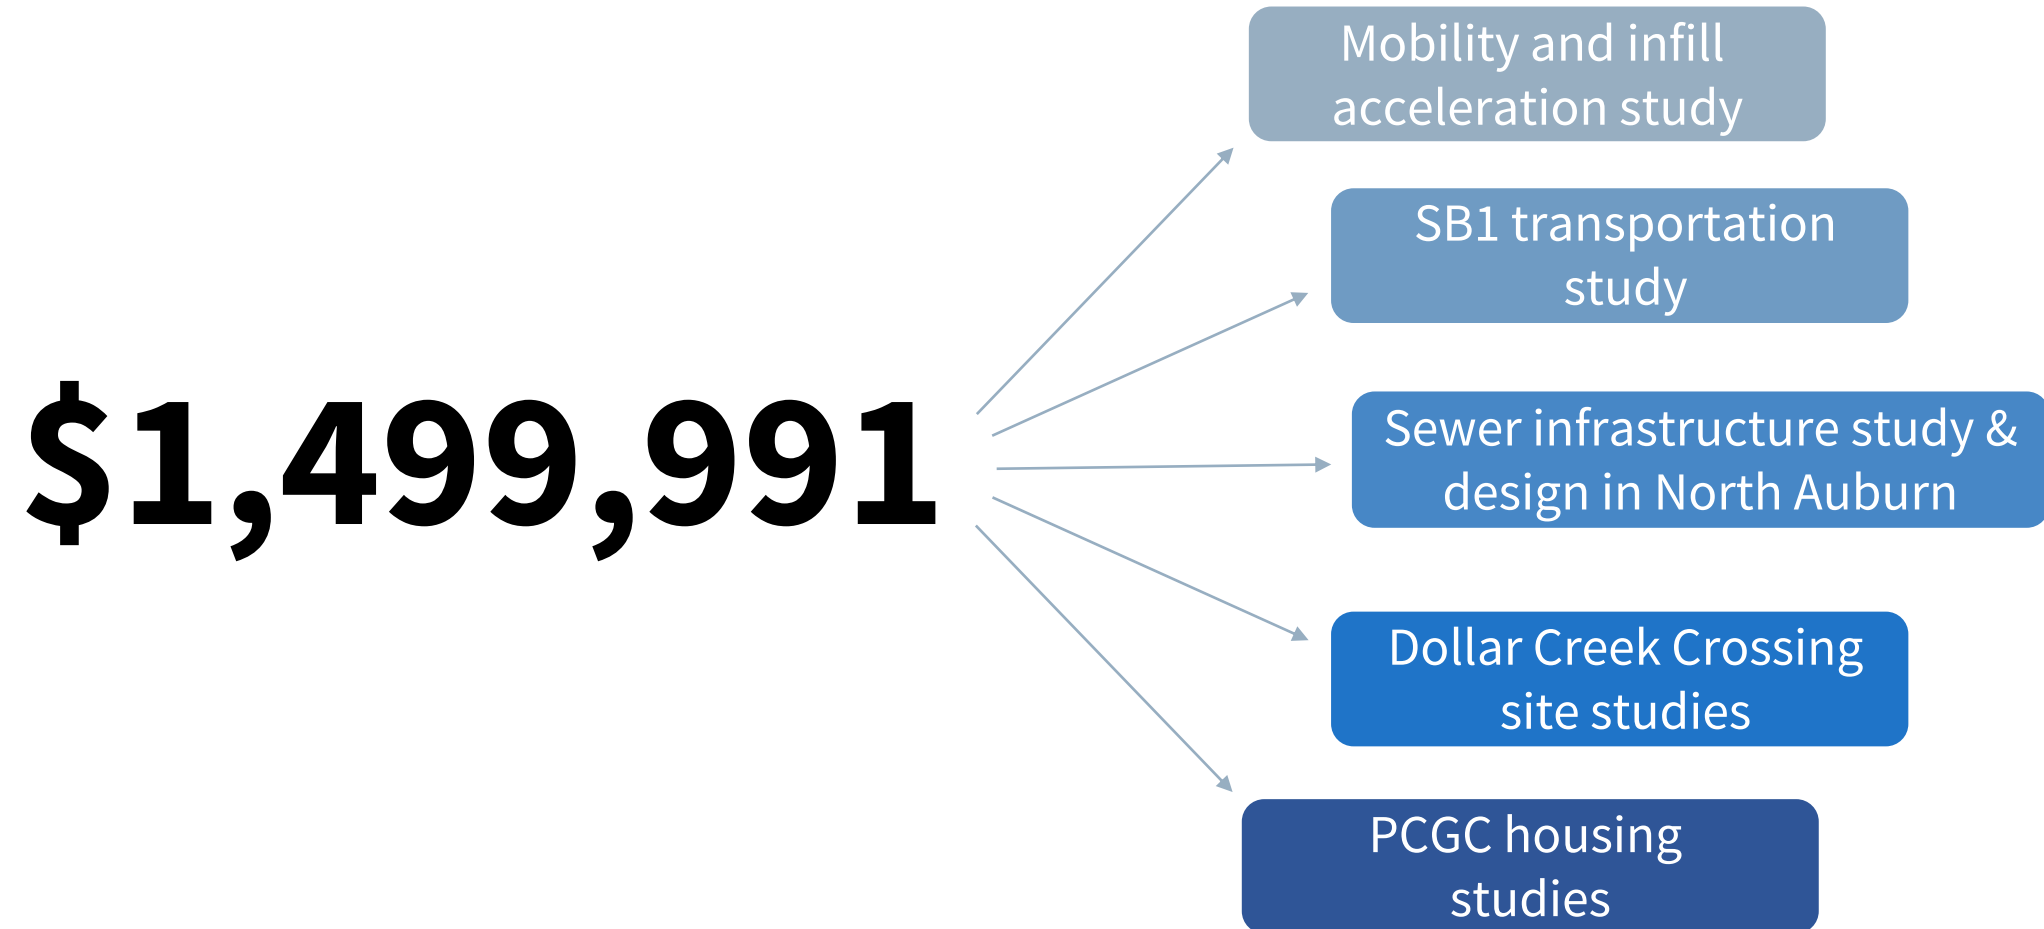 $1,499,991
Mobility and infill
acceleration study
SB1 transportation
study
Sewer infrastructure study &
design in North Auburn
Dollar Creek Crossing
site studies
PCGC housing
studies